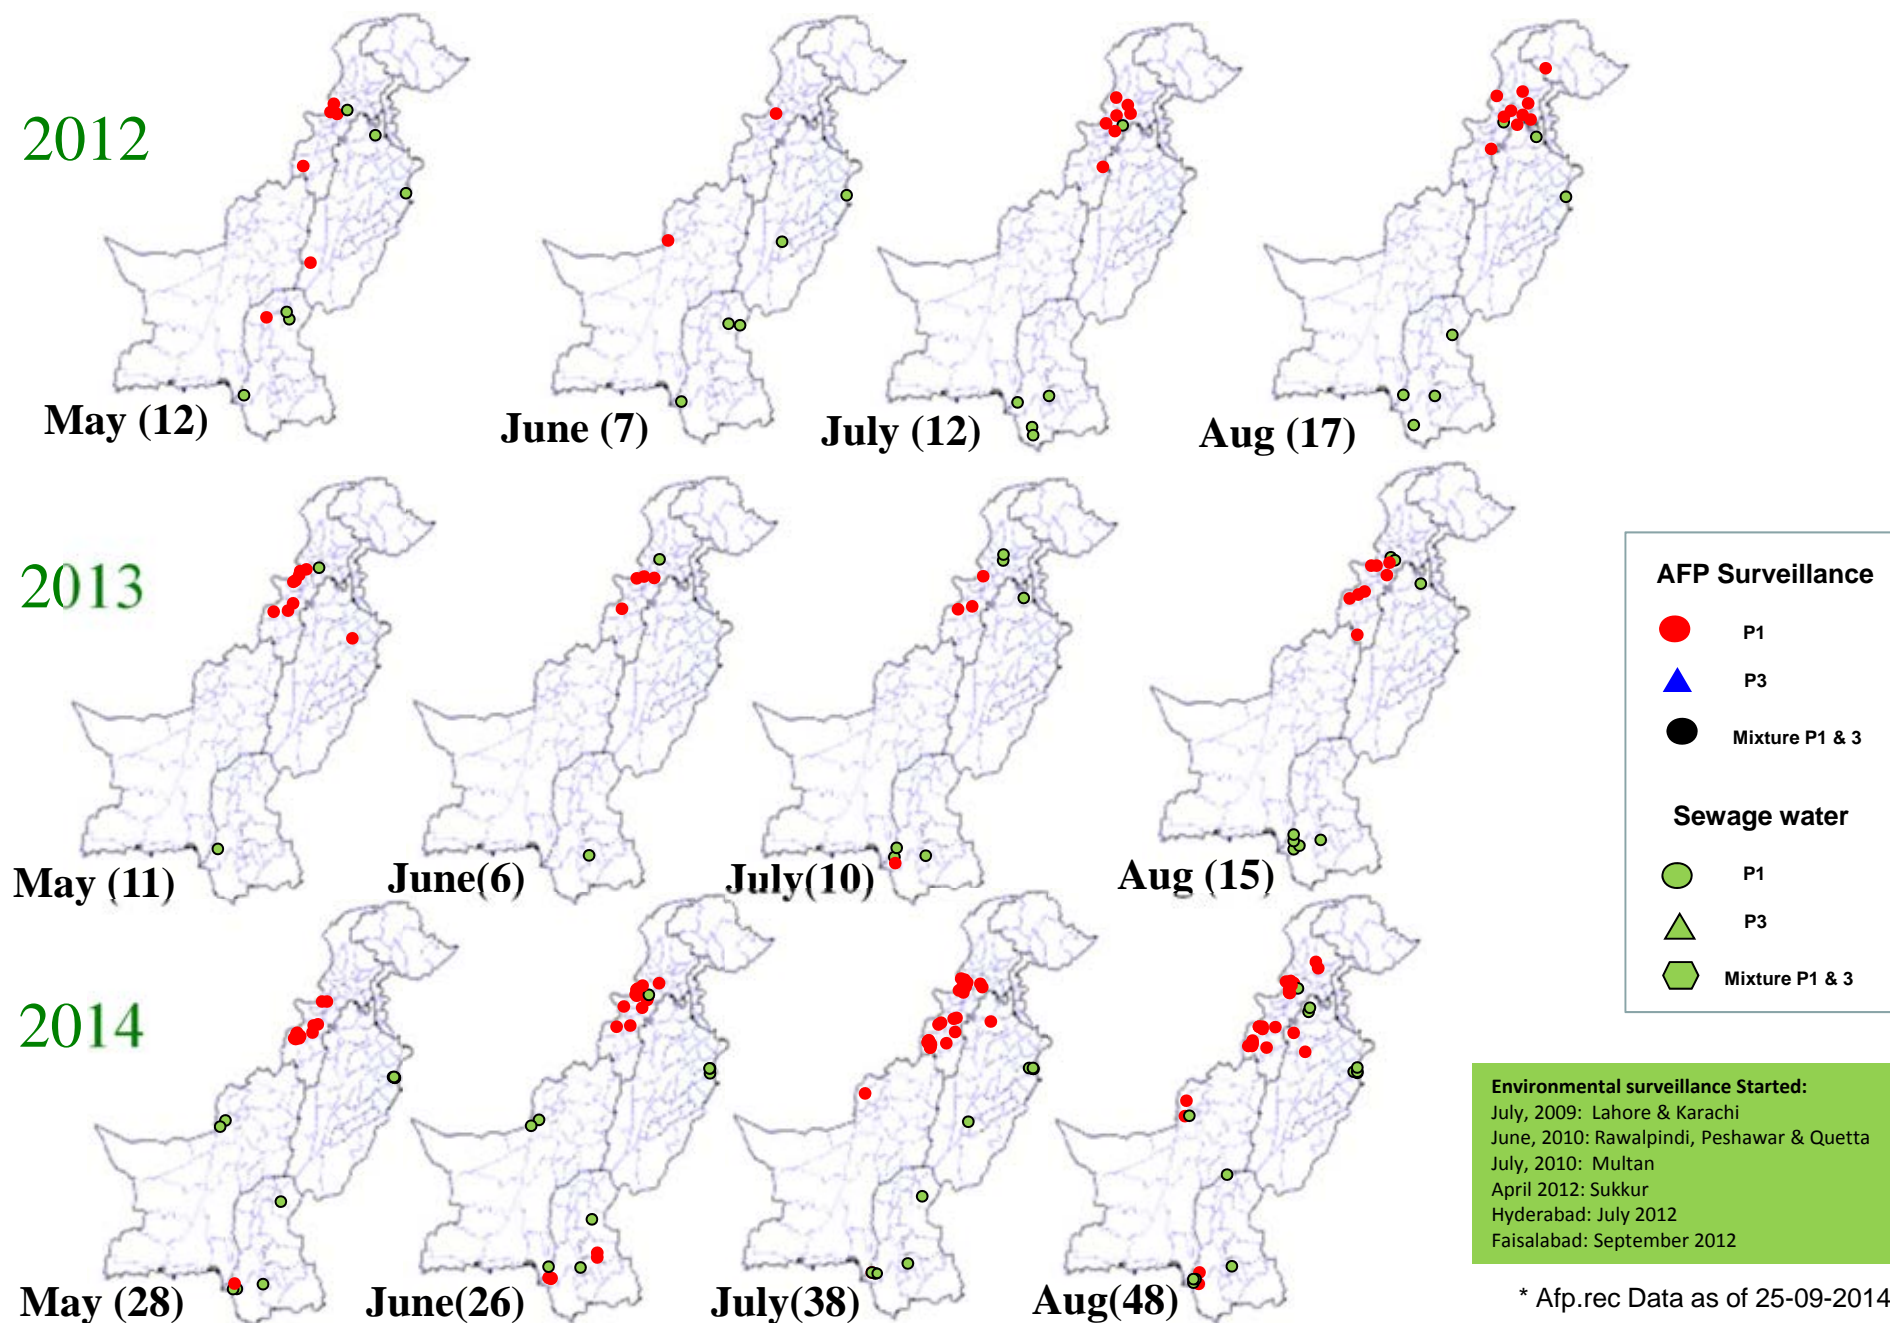 2012
May (12)
June (7)
July (12)
Aug (17)
2013
May (11)
June(6)
July(10)
Aug (15)
2014
May (28)
June(26)
July(38)
Aug(48)
AFP Surveillance
P1
P3
Mixture P1 & 3
Sewage water
P1
P3
Mixture P1 & 3
Environmental surveillance Started:
July, 2009: Lahore & Karachi
June, 2010: Rawalpindi, Peshawar & Quetta
July, 2010: Multan
April 2012: Sukkur
Hyderabad: July 2012
Faisalabad: September 2012
* Afp.rec Data as of 25-09-2014